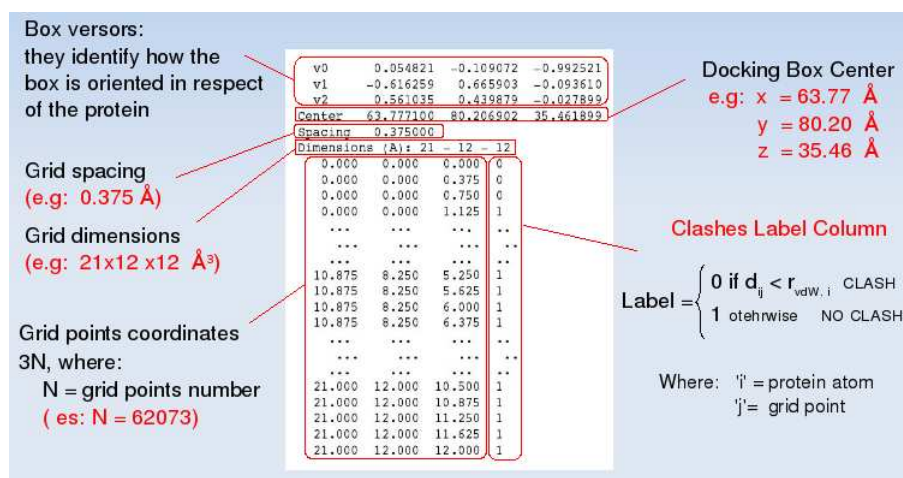 Box versors:
they identify how the
box is oriented in respect
of the protein
Grid spacing
(e.g: 0.375 Å)
Grid dimensions
(e.g: 21x12 x12 Å³)
Grid points coordinates
3N, where:
N = grid points number
( es: N = 62073)
v0 0.054821 -0.109072 -0.992521
v1 -0.616259 0.665903 -0.093610
v2 0.561035 0.439879 -0.027899
Center 63.777100 80.206902 35.461899
Spacing 0.375000
Dimensions (A): 21 - 12 - 12
0.000 0.000 0.000 0
0.000 0.000 0.375 0
0.000 0.000 0.750 0
0.000 0.000 1.125 1
... ... ... ..
... ... ... ..
... ... ... ..
10.875 8.250 5.250 1
10.875 8.250 5.625 1
10.875 8.250 6.000 1
10.875 8.250 6.375 1
... ... ... ..
... ... ... ..
... ... ... ..
21.000 12.000 10.500 1
21.000 12.000 10.875 1
21.000 12.000 11.250 1
21.000 12.000 11.625 1
21.000 12.000 12.000 1
Docking Box Center
e.g: x = 63.77 Å
y = 80.20 Å
z = 35.46 Å
Clashes Label Column
Label = { 0 if dij < rvdW, i CLASH
1 otehrwise NO CLASH
Where: 'i' = protein atom
'j'= grid point